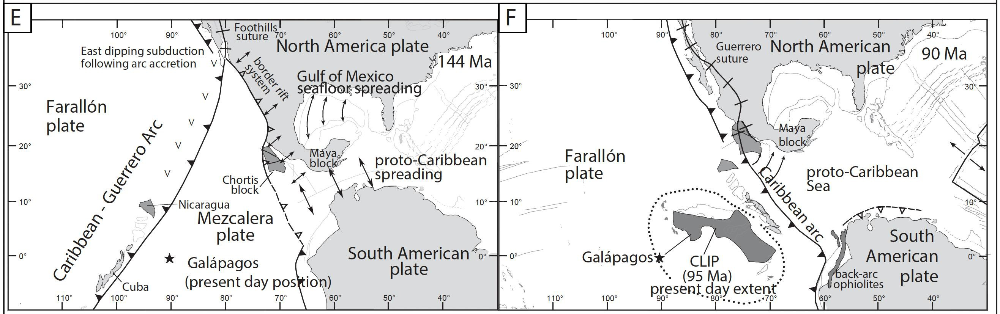 E
100°
90°
70°
60°
50°
40°
Foothills
suture
North America plate
144 Ma
East dipping subduction
following arc accretion
V
border rift
system
Gulf of Mexico
seafloor spreading
30°
30°
V
Farallón
plate
V
20°
20°
V
Maya
block
proto-Caribbean
spreading
V
Chortis
block
Caribbean - Guerrero Arc
10°
10°
Nicaragua
Mezcalera
plate
South American
plate
0°
0°
Galápagos
(present day position)
Cuba
110°
100°
90°
80°
70°
60°
50°
40°
F
100°
90°
80°
70°
60°
50°
40°
Guerrero
suture
North American
plate
90 Ma
30°
30°
Maya
block
20°
Farallón
plate
proto-Caribbean
Sea
Caribbean arc
10°
10°
South
American
plate
Galápagos
0°
0°
CLIP
(95 Ma)
present day extent
back-arc
ophiolites
110°
100°
90°
80°
70°
60°
50°
40°